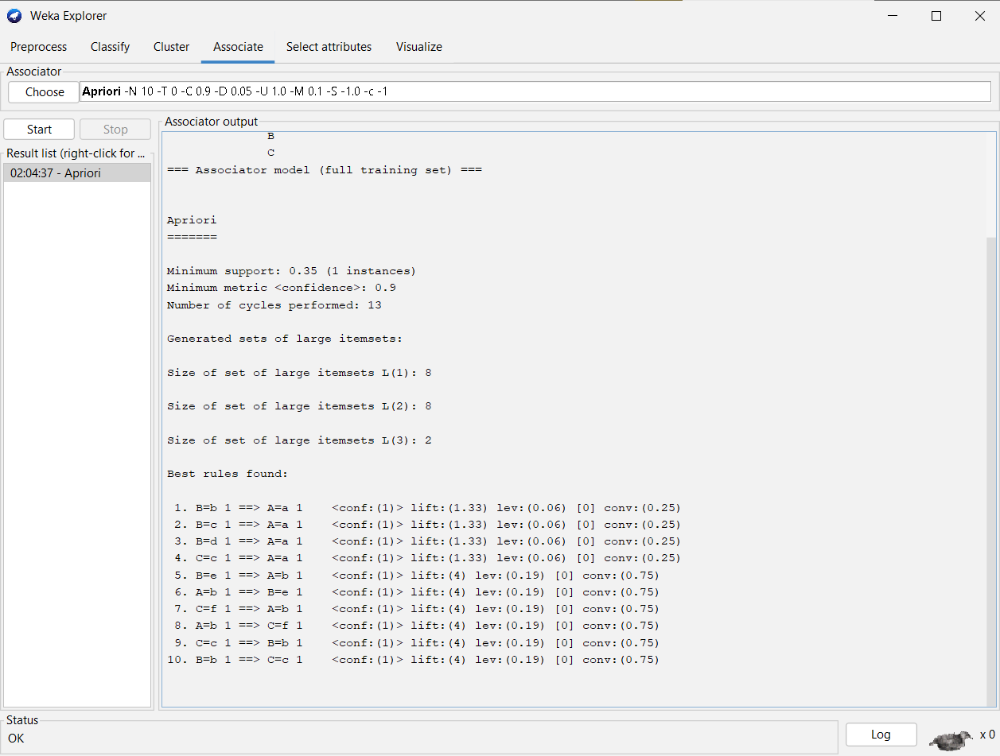 Weka Explorer
Preprocess Classify Cluster Associate Select attributes Visualize
Associator
Choose Apriori -N 10 -T 0 -C 0.9 -D 0.05 -U 1.0 -M 0.1 -S -1.0 -c -1
Start Stop
Result list (right-click for ...
02:04:37 - Apriori
Associator output
B
C
=== Associator model (full training set) ===
Apriori
=======
Minimum support: 0.35 (1 instances)
Minimum metric <confidence>: 0.9
Number of cycles performed: 13
Generated sets of large itemsets:
Size of set of large itemsets L(1): 8
Size of set of large itemsets L(2): 8
Size of set of large itemsets L(3): 2
Best rules found:
1. B=b 1 ==> A=a 1 <conf:(1)> lift:(1.33) lev:(0.06) [0] conv:(0.25)
2. B=c 1 ==> A=a 1 <conf:(1)> lift:(1.33) lev:(0.06) [0] conv:(0.25)
3. B=d 1 ==> A=a 1 <conf:(1)> lift:(1.33) lev:(0.06) [0] conv:(0.25)
4. C=c 1 ==> A=a 1 <conf:(1)> lift:(1.33) lev:(0.06) [0] conv:(0.25)
5. B=e 1 ==> A=b 1 <conf:(1)> lift:(4) lev:(0.19) [0] conv:(0.75)
6. A=b 1 ==> B=e 1 <conf:(1)> lift:(4) lev:(0.19) [0] conv:(0.75)
7. C=f 1 ==> A=b 1 <conf:(1)> lift:(4) lev:(0.19) [0] conv:(0.75)
8. A=b 1 ==> C=f 1 <conf:(1)> lift:(4) lev:(0.19) [0] conv:(0.75)
9. C=c 1 ==> B=b 1 <conf:(1)> lift:(4) lev:(0.19) [0] conv:(0.75)
10. B=b 1 ==> C=c 1 <conf:(1)> lift:(4) lev:(0.19) [0] conv:(0.75)
Status
OK
Log
x 0